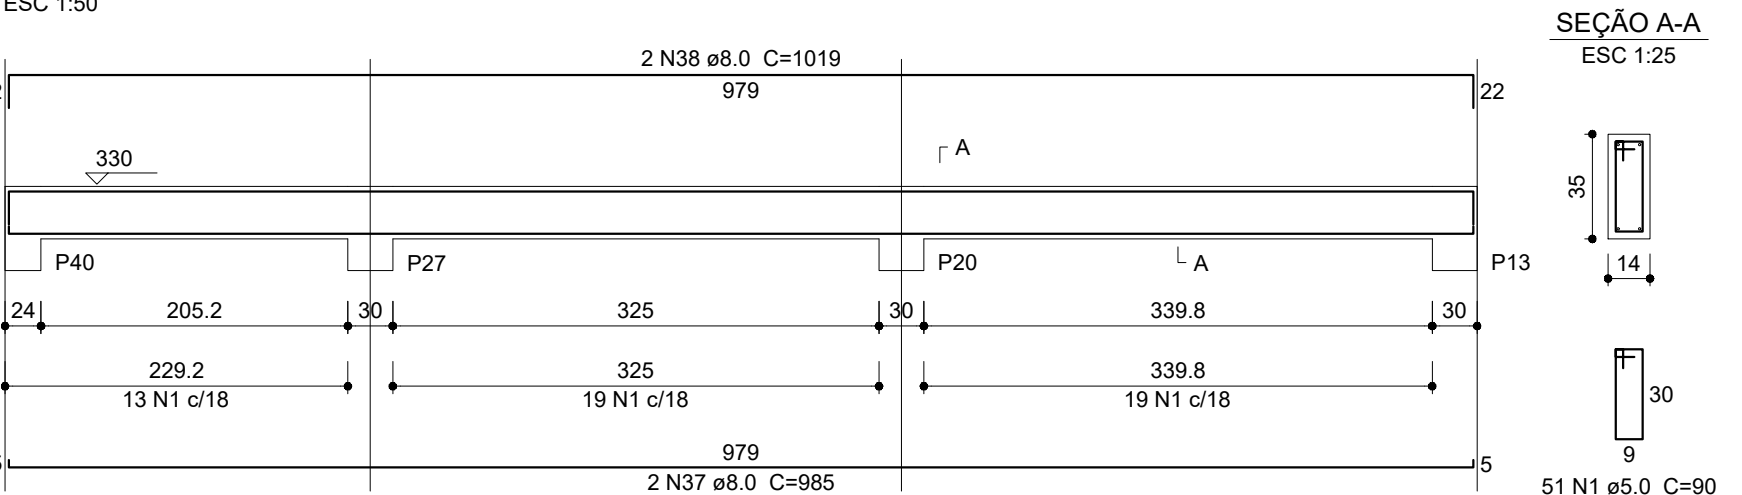 ESC 1:50
SEÇÃO A-A
ESC 1:25
2 N38 ø8.0 C=1019
979
22
330
A
35
14
P40
P27
P20
A
P13
24
205.2
30
325
30
339.8
30
229.2
325
339.8
13 N1 c/18
19 N1 c/18
19 N1 c/18
30
9
979
5
2 N37 ø8.0 C=985
51 N1 ø5.0 C=90